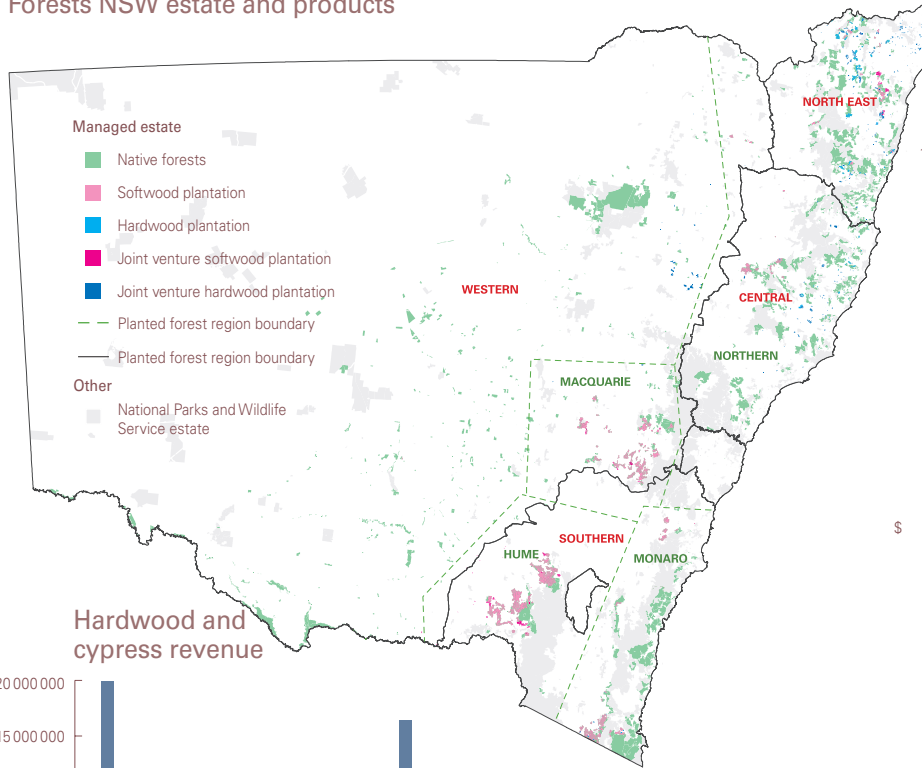 Forests NSW estate and products
Managed estate
Native forests
Softwood plantation
Hardwood plantation
Joint venture softwood plantation
Joint venture hardwood plantation
Planted forest region boundary
Planted forest region boundary
Other
National Parks and Wildlife
Service estate
NORTH EAST
WESTERN
CENTRAL
NORTHERN
MACQUARIE
SOUTHERN
HUME
MONARO
$
Hardwood and
cypress revenue
20 000 000
15 000 000